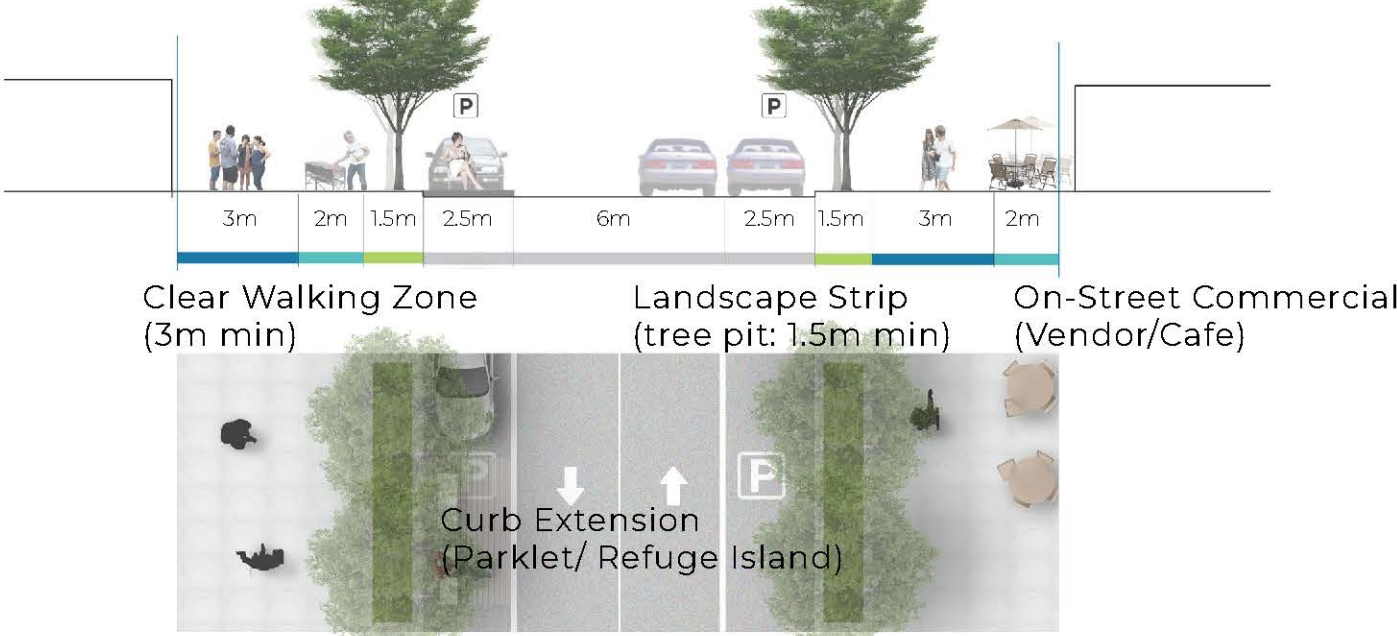 P
P
3m 2m 1.5m 2.5m 6m 2.5m 1.5m 3m 2m
Clear Walking Zone
(3m min)
Landscape Strip
(tree pit: 1.5m min)
On-Street Commercial
(Vendor/Cafe)
P
P
Curb Extension
(Parklet/ Refuge Island)